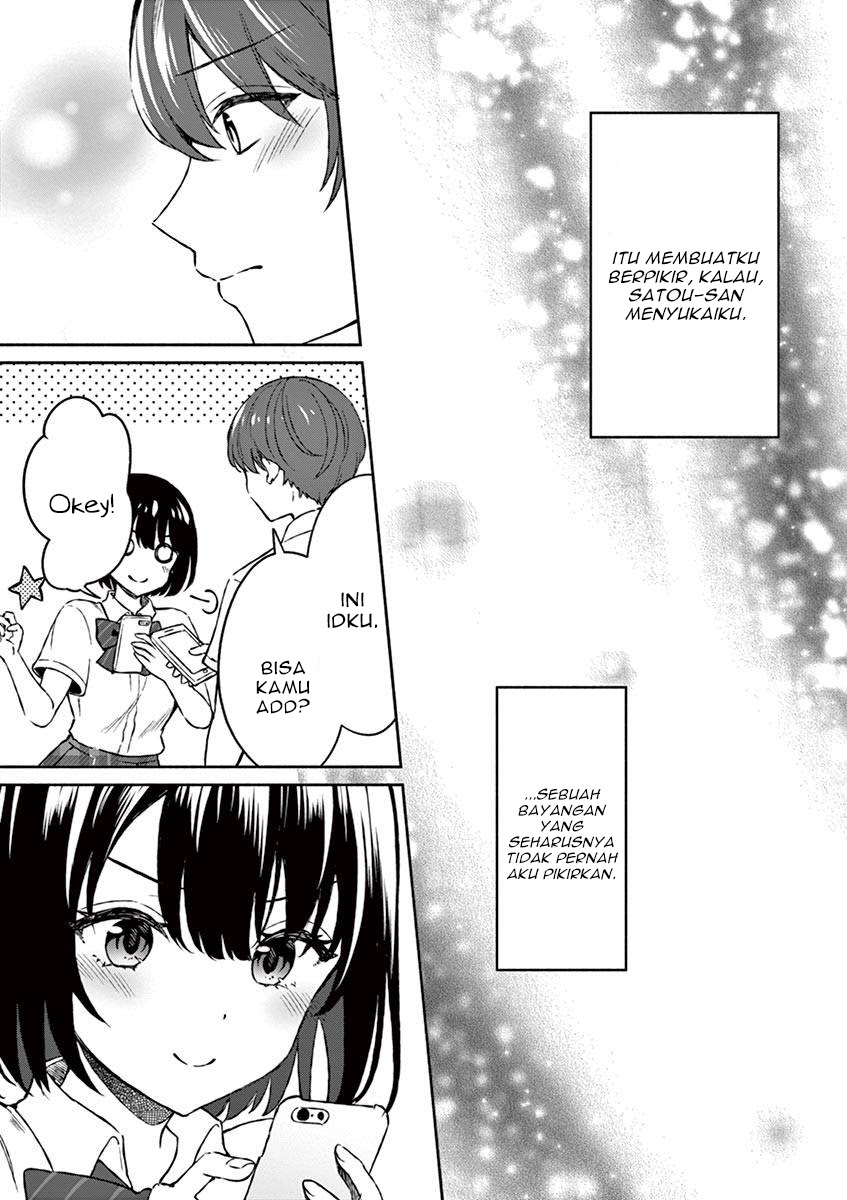 ITU MEMBUATKU
BERPIKIR, KALAU,
SATOU-SAN
MENYUKAIKU.
...SEBUAH
BAYANGAN
YANG
SEHARUSNYA
TIDAK PERNAH
AKU PIKIRKAN.
INI
IDKU.
BISA
KAMU
ADD?
Okey!